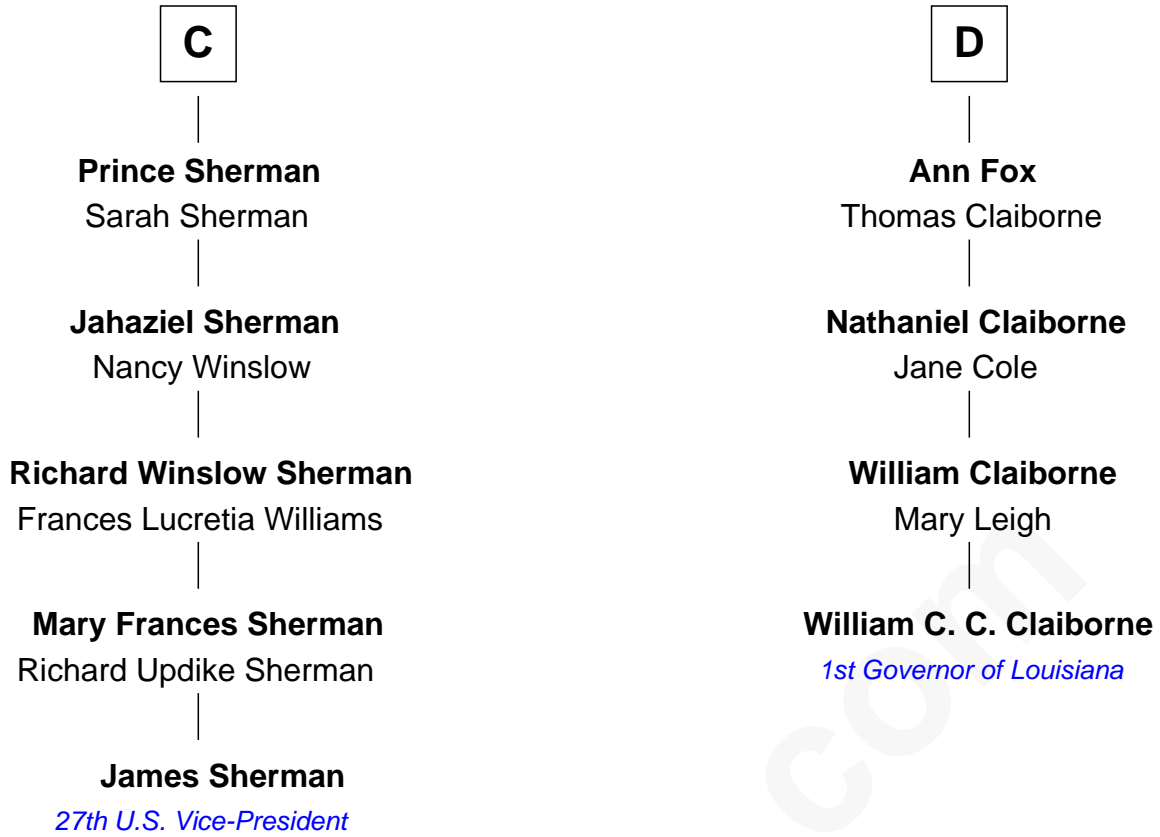 C
Prince Sherman
Sarah Sherman
Jahaziel Sherman
Nancy Winslow
Richard Winslow Sherman
Frances Lucretia Williams
Mary Frances Sherman
Richard Updike Sherman
James Sherman
27th U.S. Vice-President
D
Ann Fox
Thomas Claiborne
Nathaniel Claiborne
Jane Cole
William Claiborne
Mary Leigh
William C. C. Claiborne
1st Governor of Louisiana
com